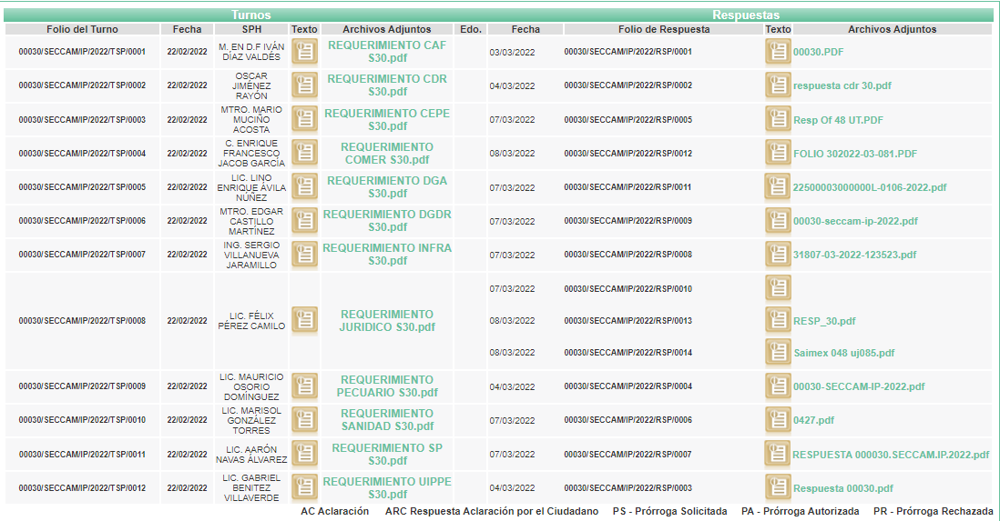 Turnos Respuestas
Folio del Turno Fecha SPH Texto Archivos Adjuntos Edo. Fecha Folio de Respuesta Texto Archivos Adjuntos
00030/SECCAM/IP/2022/TSP/0001 22/02/2022 M. EN D.F IVÁN DÍAZ VALDÉS REQUERIMIENTO CAF S30.pdf 03/03/2022 00030/SECCAM/IP/2022/RSP/0001 00030.PDF
00030/SECCAM/IP/2022/TSP/0002 22/02/2022 OSCAR JIMÉNEZ RAYÓN REQUERIMIENTO CDR S30.pdf 04/03/2022 00030/SECCAM/IP/2022/RSP/0002 respuesta cdr 30.pdf
00030/SECCAM/IP/2022/TSP/0003 22/02/2022 MTRO. MARIO MUCIÑO ACOSTA REQUERIMIENTO CEPE S30.pdf 07/03/2022 00030/SECCAM/IP/2022/RSP/0005 Resp Of 48 UT.PDF
00030/SECCAM/IP/2022/TSP/0004 22/02/2022 C. ENRIQUE FRANCESCO JACOB GARCÍA REQUERIMIENTO COMER S30.pdf 08/03/2022 00030/SECCAM/IP/2022/RSP/0012 FOLIO 302022-03-081.PDF
00030/SECCAM/IP/2022/TSP/0005 22/02/2022 LIC. LINO ENRIQUE ÁVILA NÚÑEZ REQUERIMIENTO DGA S30.pdf 07/03/2022 00030/SECCAM/IP/2022/RSP/0011 22500003000000L-0106-2022.pdf
00030/SECCAM/IP/2022/TSP/0006 22/02/2022 MTRO. EDGAR CASTILLO MARTÍNEZ REQUERIMIENTO DGDR S30.pdf 07/03/2022 00030/SECCAM/IP/2022/RSP/0009 00030-seccam-ip-2022.pdf
00030/SECCAM/IP/2022/TSP/0007 22/02/2022 ING. SERGIO VILLANUEVA JARAMILLO REQUERIMIENTO INFRA S30.pdf 07/03/2022 00030/SECCAM/IP/2022/RSP/0008 31807-03-2022-123523.pdf
00030/SECCAM/IP/2022/TSP/0008 22/02/2022 LIC. FÉLIX PÉREZ CAMILO REQUERIMIENTO JURIDICO S30.pdf 07/03/2022 00030/SECCAM/IP/2022/RSP/0010
08/03/2022 00030/SECCAM/IP/2022/RSP/0013 RESP_30.pdf
08/03/2022 00030/SECCAM/IP/2022/RSP/0014 Saimex 048 uj085.pdf
00030/SECCAM/IP/2022/TSP/0009 22/02/2022 LIC. MAURICIO OSORIO DOMÍNGUEZ REQUERIMIENTO PECUARIO S30.pdf 04/03/2022 00030/SECCAM/IP/2022/RSP/0004 00030-SECCAM-IP-2022.pdf
00030/SECCAM/IP/2022/TSP/0010 22/02/2022 LIC. MARISOL GONZÁLEZ TORRES REQUERIMIENTO SANIDAD S30.pdf 07/03/2022 00030/SECCAM/IP/2022/RSP/0006 0427.pdf
00030/SECCAM/IP/2022/TSP/0011 22/02/2022 LIC. AARÓN NAVAS ÁLVAREZ REQUERIMIENTO SP S30.pdf 07/03/2022 00030/SECCAM/IP/2022/RSP/0007 RESPUESTA 000030.SECCAM.IP.2022.pdf
00030/SECCAM/IP/2022/TSP/0012 22/02/2022 LIC. GABRIEL BENITEZ VILLAVERDE REQUERIMIENTO UIPPE S30.pdf 04/03/2022 00030/SECCAM/IP/2022/RSP/0003 Respuesta 00030.pdf
AC Aclaración ARC Respuesta Aclaración por el Ciudadano PS - Prórroga Solicitada PA - Prórroga Autorizada PR - Prórroga Rechazada